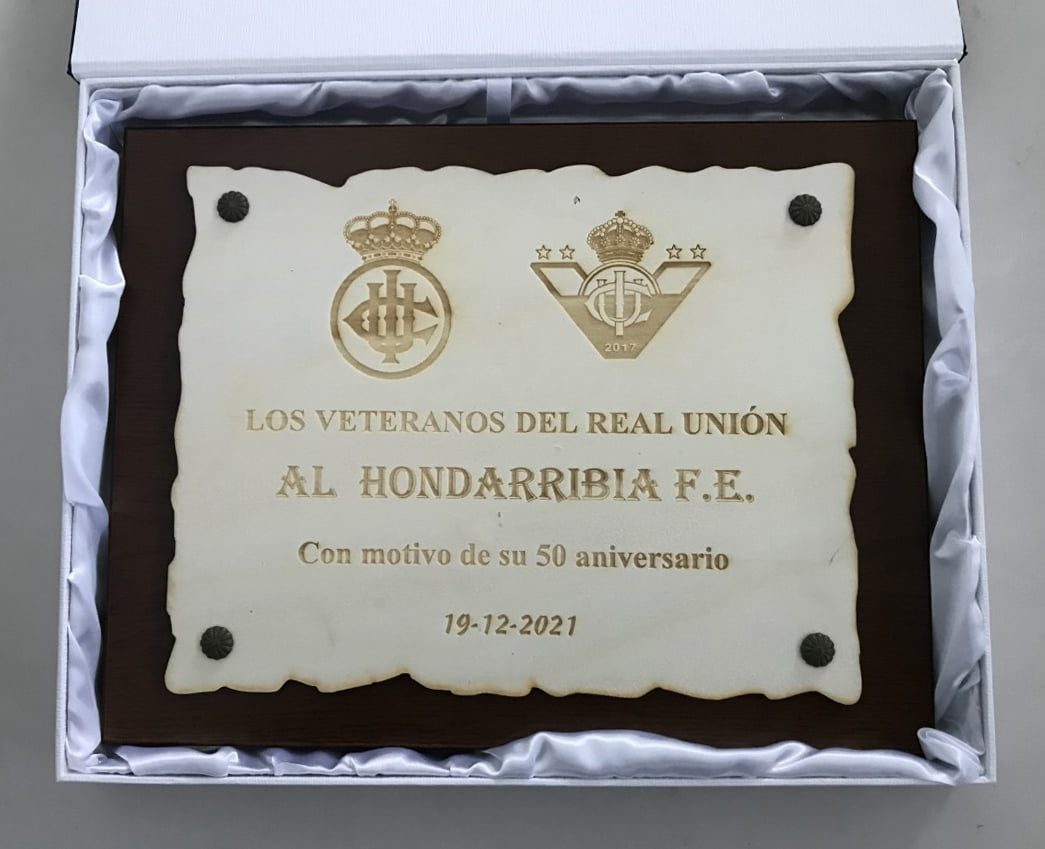 2017
LOS VETERANOS DEL REAL UNIÓN
AL HONDARRIBIA F.E.
Con motivo de su 50 aniversario
19-12-2021